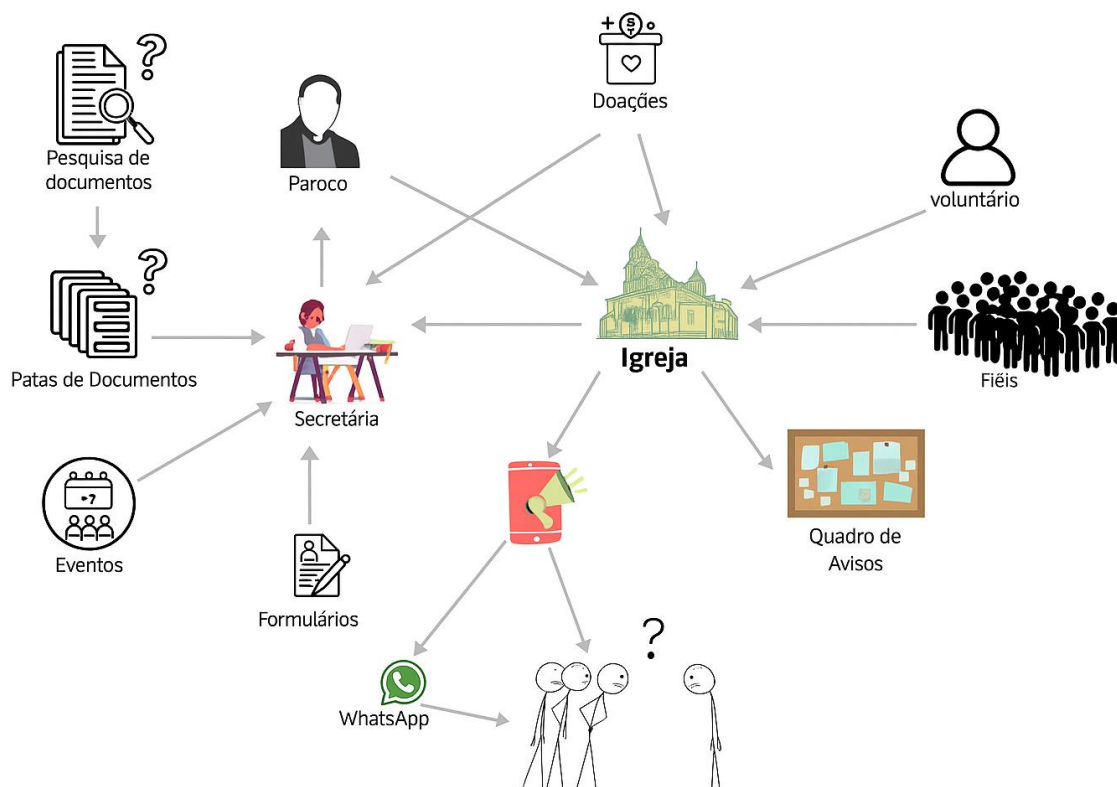 ?
Pesquisa de
documentos
Paroco
Doações
voluntário
?
Patas de Documentos
Secretária
Igreja
Fiéis
Eventos
Formulários
Quadro de
Avisos
WhatsApp
?